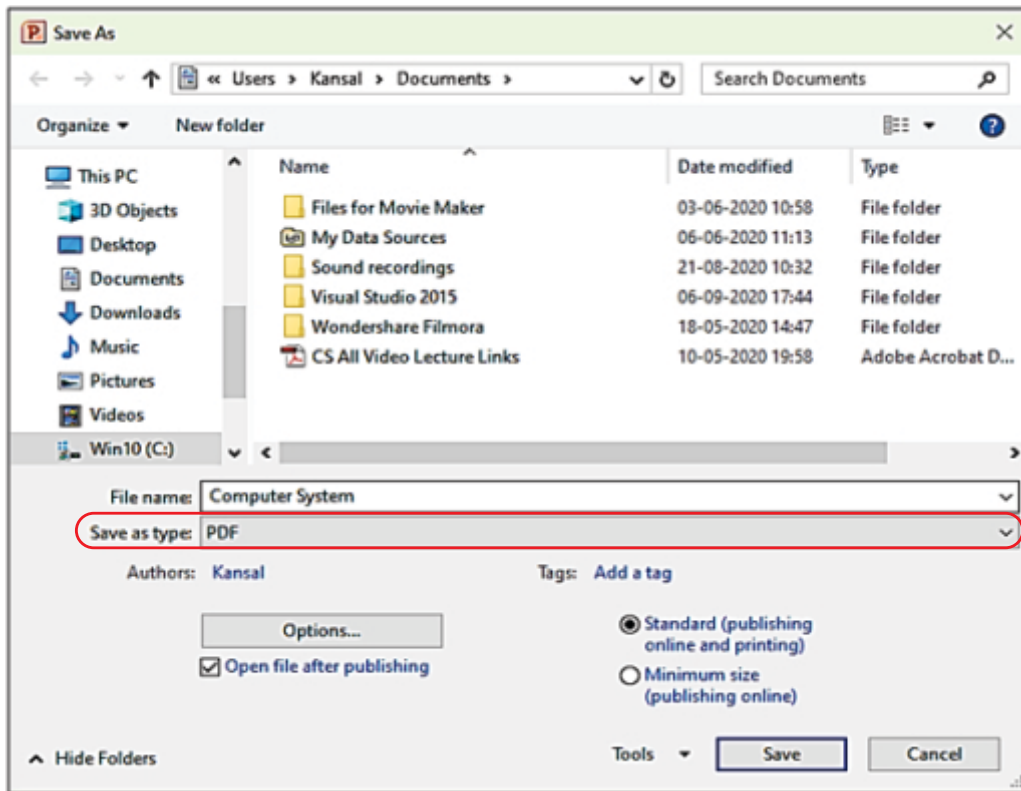 Save As
« Users > Kansal > Documents >
Search Documents
Organize
New folder
Name
Date modified
Type
This PC
3D Objects
Desktop
Documents
Downloads
Music
Pictures
Videos
Win10 (C:)
Files for Movie Maker 03-06-2020 10:58 File folder
My Data Sources 06-06-2020 11:13 File folder
Sound recordings 21-08-2020 10:32 File folder
Visual Studio 2015 06-09-2020 17:44 File folder
Wondershare Filmora 18-05-2020 14:47 File folder
CS All Video Lecture Links 10-05-2020 19:58 Adobe Acrobat D...
File name: Computer System
Save as type: PDF
Authors: Kansal
Tags: Add a tag
Options...
Open file after publishing
Standard (publishing
online and printing)
Minimum size
(publishing online)
Hide Folders
Tools
Save
Cancel